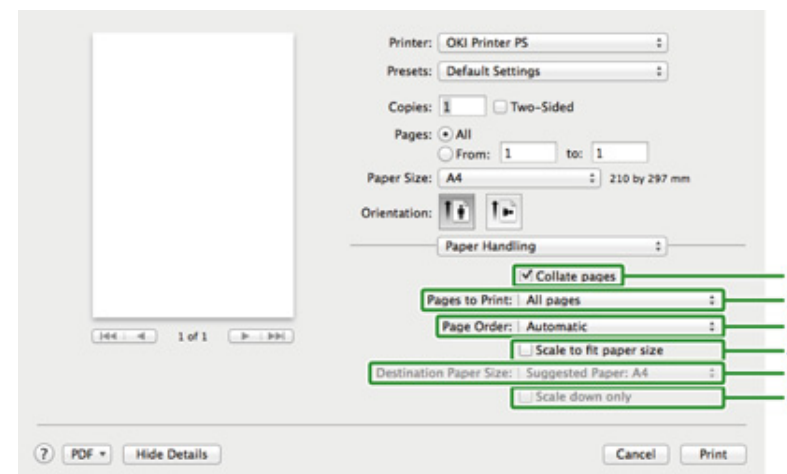 Printer: OKI Printer PS
Presets: Default Settings
Copies: 1 Two-Sided
Pages: All
From: 1 to: 1
Paper Size: A4 210 by 297 mm
Orientation:
Paper Handling
Collate pages
Pages to Print: All pages
Page Order: Automatic
Scale to fit paper size
Destination Paper Size: Suggested Paper: A4
Scale down only
1 of 1
? PDF Hide Details Cancel Print